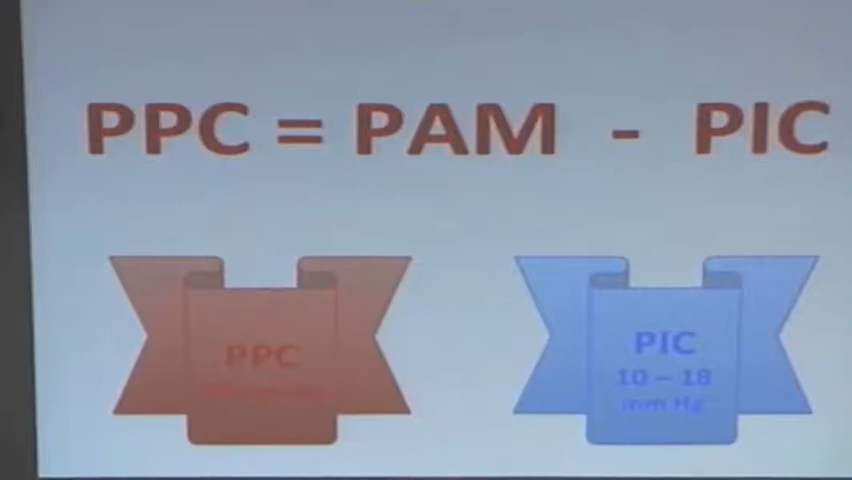 PPC = PAM - PIC
PPC
PIC
10 – 18
mm Hg